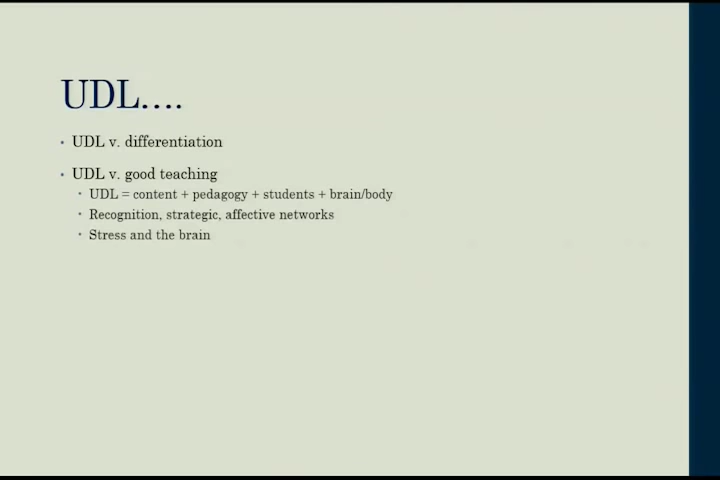 UDL….
• UDL v. differentiation
• UDL v. good teaching
• UDL = content + pedagogy + students + brain/body
• Recognition, strategic, affective networks
• Stress and the brain